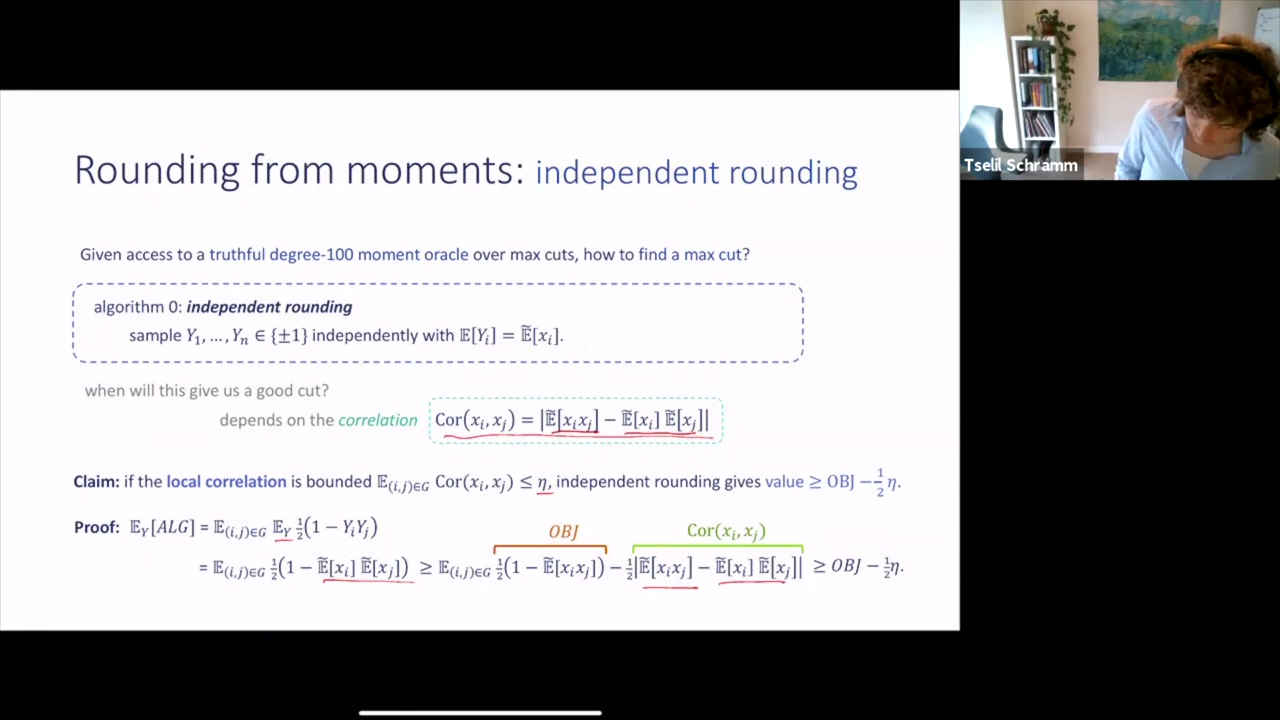 Rounding from moments: independent rounding
Tselil Schramm
Given access to a truthful degree-100 moment oracle over max cuts, how to find a max cut?
algorithm 0: independent rounding
sample Y₁, …, Yₙ ∈ {±1} independently with 𝔼[Yᵢ] = 𝔼̃[xᵢ].
when will this give us a good cut?
depends on the correlation Cor(xᵢ, xⱼ) = |𝔼̃[xᵢxⱼ] − 𝔼̃[xᵢ] 𝔼̃[xⱼ]|
Claim: if the local correlation is bounded 𝔼_(i,j)∈G Cor(xᵢ, xⱼ) ≤ η, independent rounding gives value ≥ OBJ − ½ η.
Proof: 𝔼_Y[ALG] = 𝔼_(i,j)∈G 𝔼_Y ½(1 − YᵢYⱼ)
OBJ Cor(xᵢ, xⱼ)
= 𝔼_(i,j)∈G ½(1 − 𝔼̃[xᵢ] 𝔼̃[xⱼ]) ≥ 𝔼_(i,j)∈G ½(1 − 𝔼̃[xᵢxⱼ]) − ½|𝔼̃[xᵢxⱼ] − 𝔼̃[xᵢ] 𝔼̃[xⱼ]| ≥ OBJ − ½η.